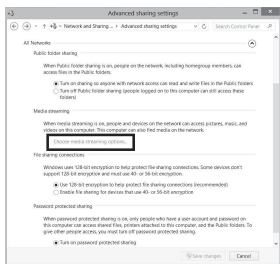 Advanced sharing settings
« Network and Sharing ... › Advanced sharing settings
Search Control Panel
All Networks
Public folder sharing
When Public folder sharing is on, people on the network, including homegroup members, can
access files in the Public folders.
Turn on sharing so anyone with network access can read and write files in the Public folders
Turn off Public folder sharing (people logged on to this computer can still access these
folders)
Media streaming
When media streaming is on, people and devices on the network can access pictures, music, and
videos on this computer. This computer can also find media on the network.
Choose media streaming options...
File sharing connections
Windows uses 128-bit encryption to help protect file sharing connections. Some devices don't
support 128-bit encryption and must use 40- or 56-bit encryption.
Use 128-bit encryption to help protect file sharing connections (recommended)
Enable file sharing for devices that use 40- or 56-bit encryption
Password protected sharing
When password protected sharing is on, only people who have a user account and password on
this computer can access shared files, printers attached to this computer, and the Public folders. To
give other people access, you must turn off password protected sharing.
Turn on password protected sharing
Save changes Cancel